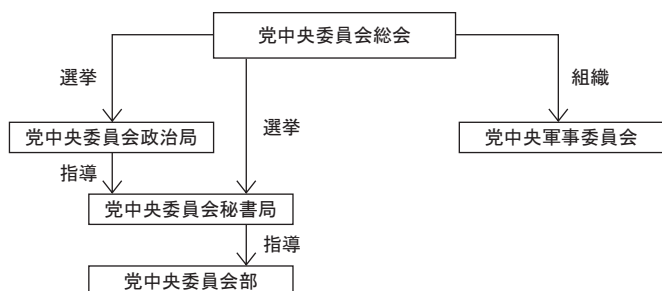 党中央委員会総会
選挙
組織
選挙
党中央委員会政治局
党中央軍事委員会
指導
党中央委員会秘書局
指導
党中央委員会部